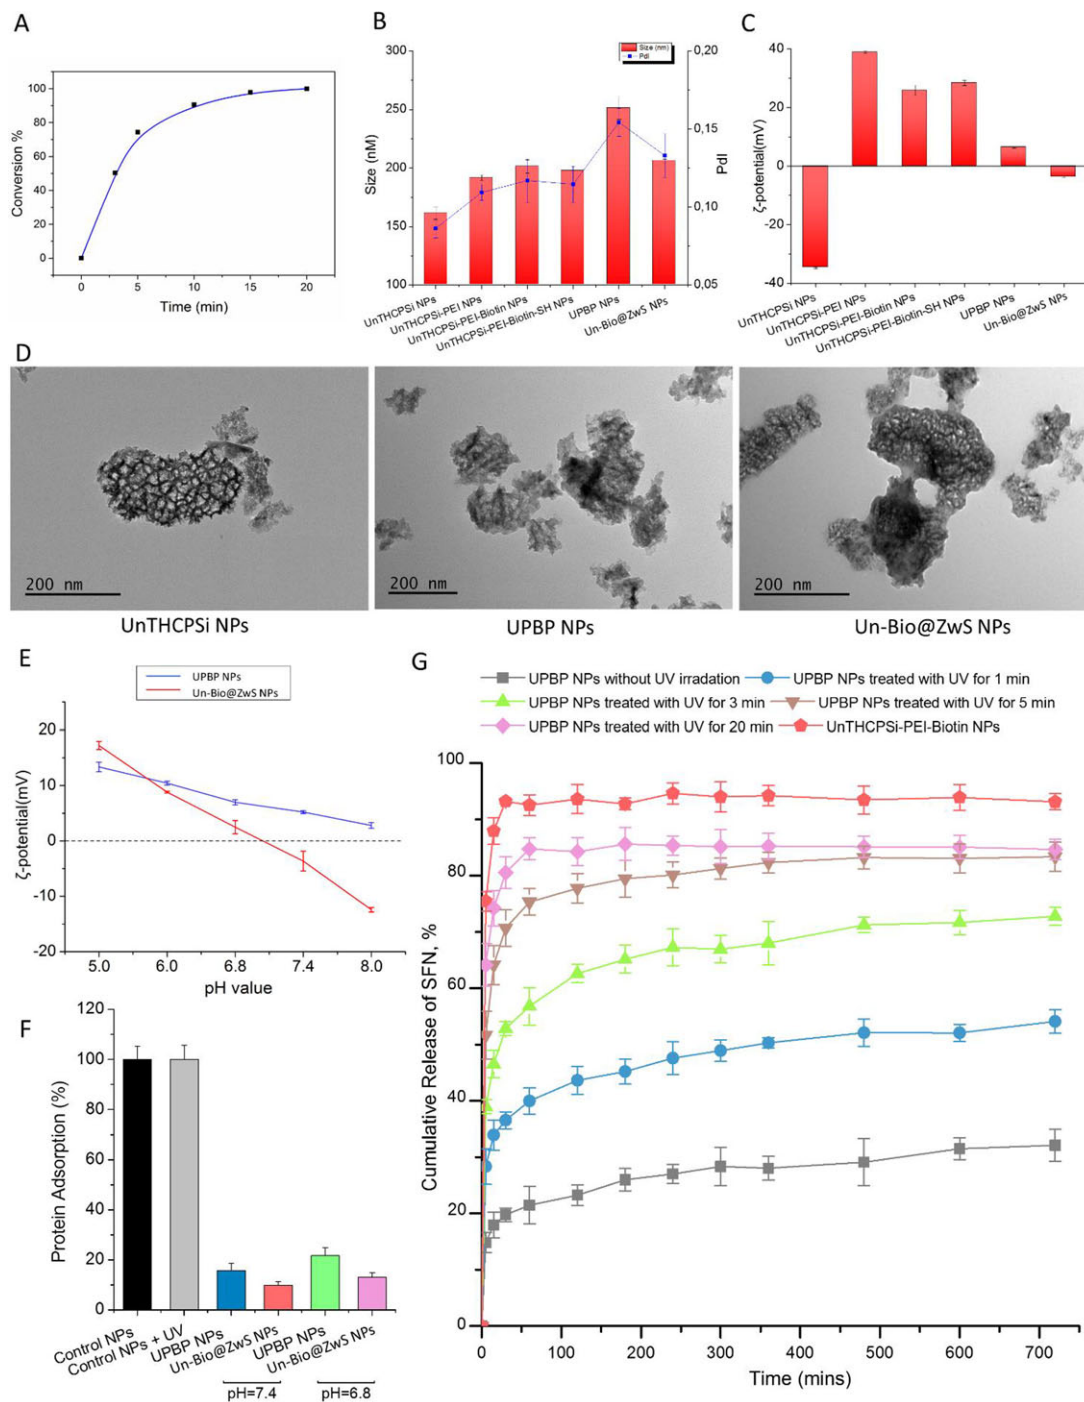 A
Conversion %
100
80
60
40
20
0
0 5 10 15 20
Time (min)
B
Size (nM)
300
250
200
150
100
Size (nm)
PdI
0,20
0,15
0,10
0,05
PdI
UnTHCPSi NPs
UnTHCPSi-PEI NPs
UnTHCPSi-PEI-Biotin NPs
UnTHCPSi-PEI-Biotin-SH NPs
UPBP NPs
Un-Bio@ZwS NPs
C
ζ-potential(mV)
40
20
0
-20
-40
UnTHCPSi NPs
UnTHCPSi-PEI NPs
UnTHCPSi-PEI-Biotin NPs
UnTHCPSi-PEI-Biotin-SH NPs
UPBP NPs
Un-Bio@ZwS NPs
D
200 nm
200 nm
200 nm
UnTHCPSi NPs
UPBP NPs
Un-Bio@ZwS NPs
E
UPBP NPs
Un-Bio@ZwS NPs
ζ-potential(mV)
20
10
0
-10
-20
5.0 6.0 6.8 7.4 8.0
pH value
F
Protein Adsorption (%)
120
100
80
60
40
20
0
Control NPs
Control NPs + UV
UPBP NPs
Un-Bio@ZwS NPs
UPBP NPs
Un-Bio@ZwS NPs
pH=7.4
pH=6.8
G
UPBP NPs without UV irradiation
UPBP NPs treated with UV for 1 min
UPBP NPs treated with UV for 3 min
UPBP NPs treated with UV for 5 min
UPBP NPs treated with UV for 20 min
UnTHCPSi-PEI-Biotin NPs
Cumulative Release of SFN, %
100
80
60
40
20
0
0 100 200 300 400 500 600 700
Time (mins)